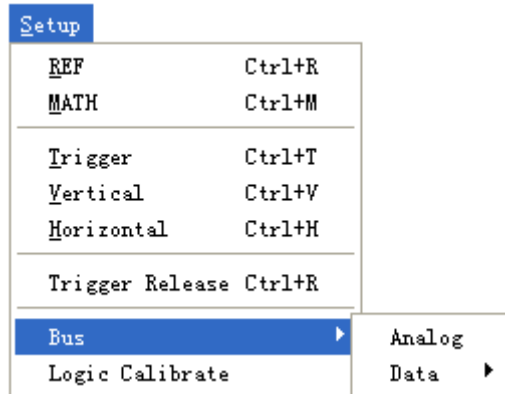 Setup
REF Ctrl+R
MATH Ctrl+M
Trigger Ctrl+T
Vertical Ctrl+V
Horizontal Ctrl+H
Trigger Release Ctrl+R
Bus
Analog
Logic Calibrate
Data